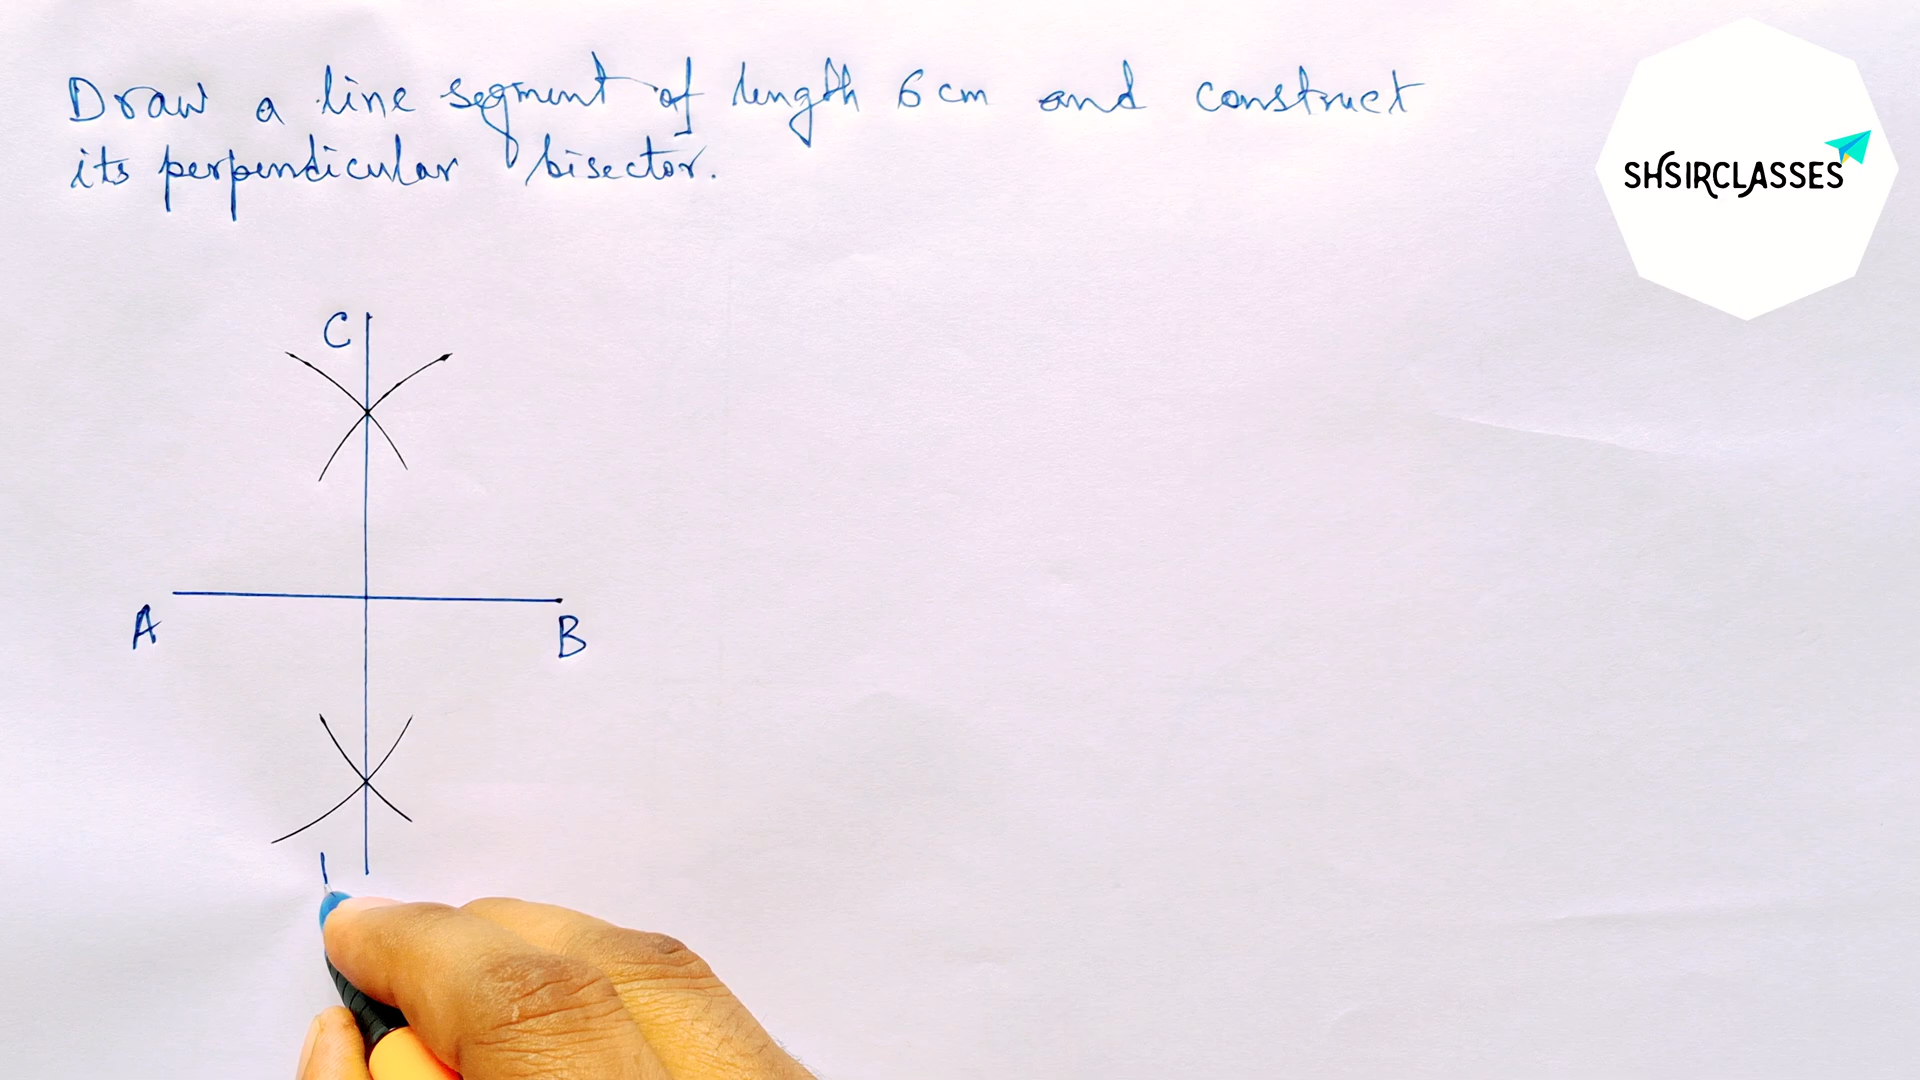 Draw a line segment of length 6 cm and construct
its perpendicular bisector.
SHSIRCLASSES
C
A
B